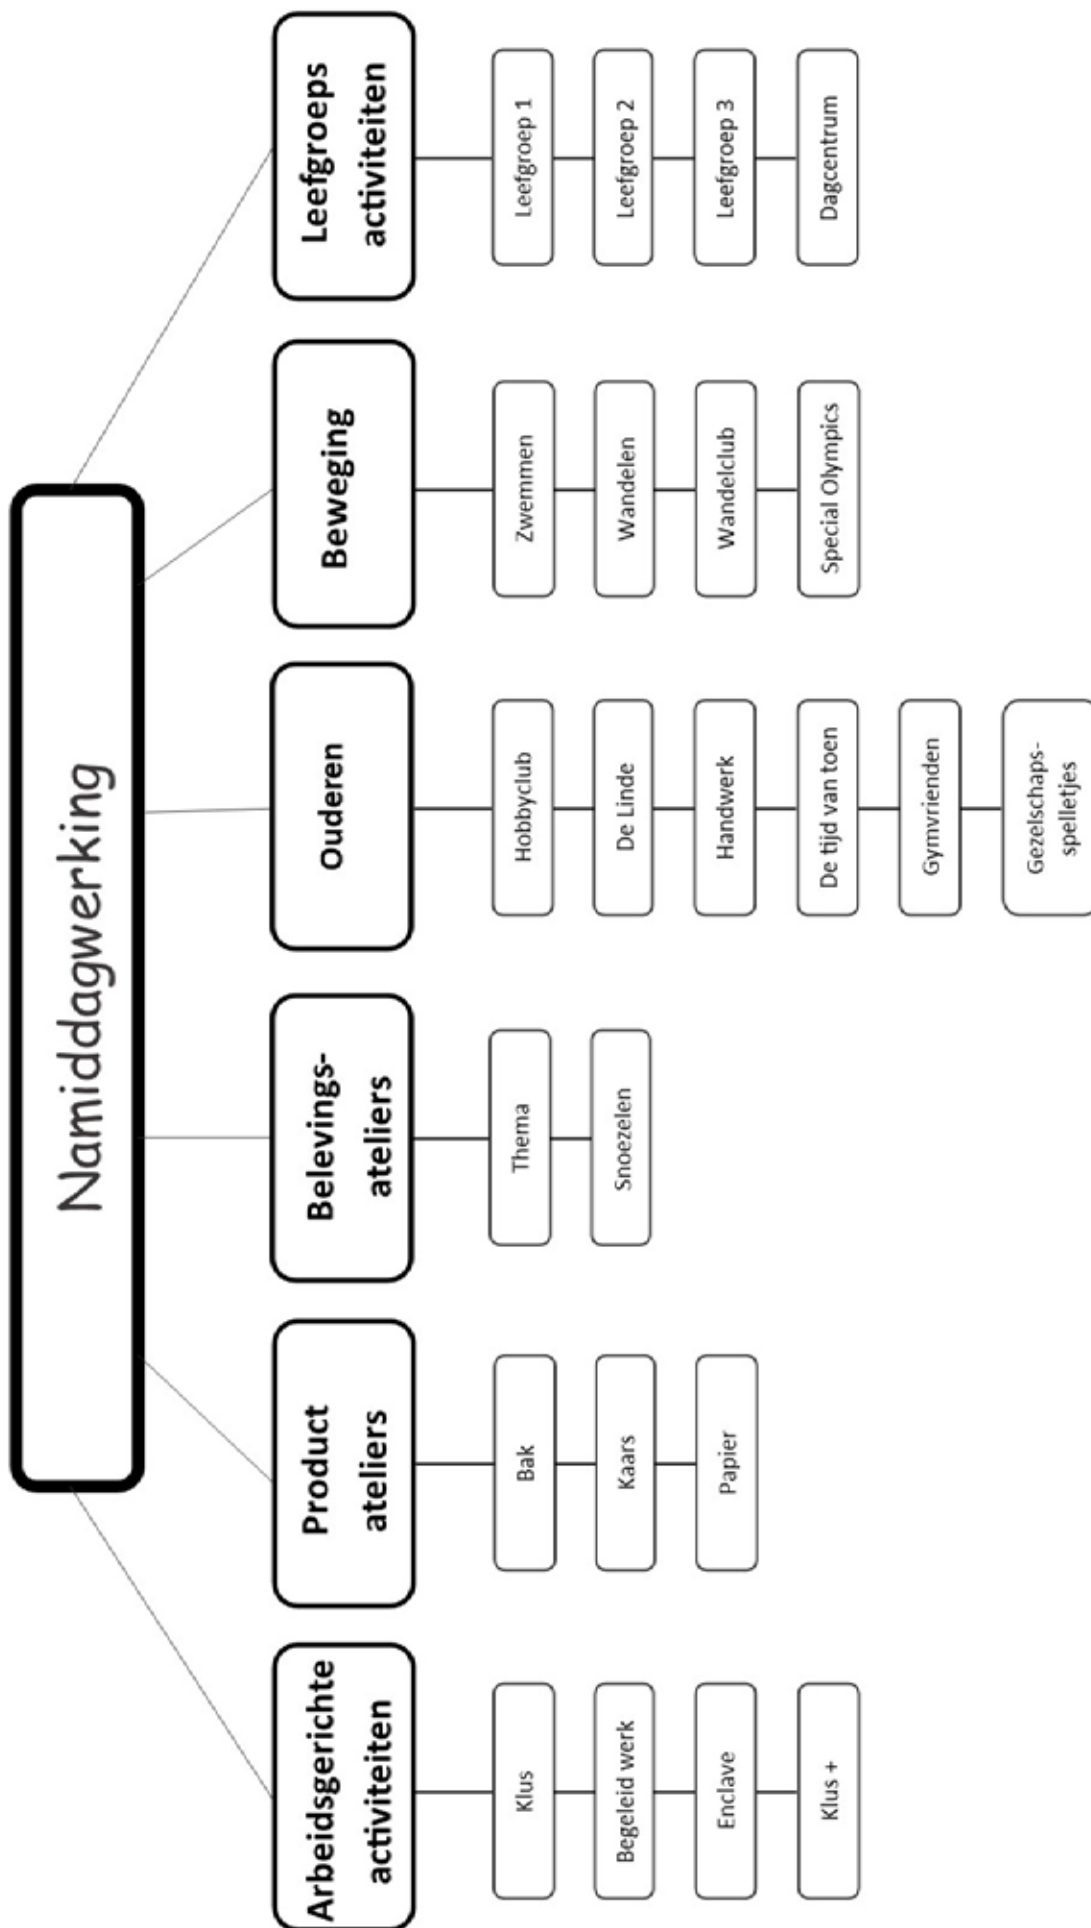 Namiddagwerking
Arbeidsgerichte
activiteiten
Klus
Begeleid werk
Enclave
Klus +
Product
ateliers
Bak
Kaars
Papier
Belevings-
ateliers
Thema
Snoezelen
Ouderen
Hobbyclub
De Linde
Handwerk
De tijd van toen
Gymvrienden
Gezelschaps-
spelletjes
Beweging
Zwemmen
Wandelen
Wandelclub
Special Olympics
Leefgroeps
activiteiten
Leefgroep 1
Leefgroep 2
Leefgroep 3
Dagcentrum